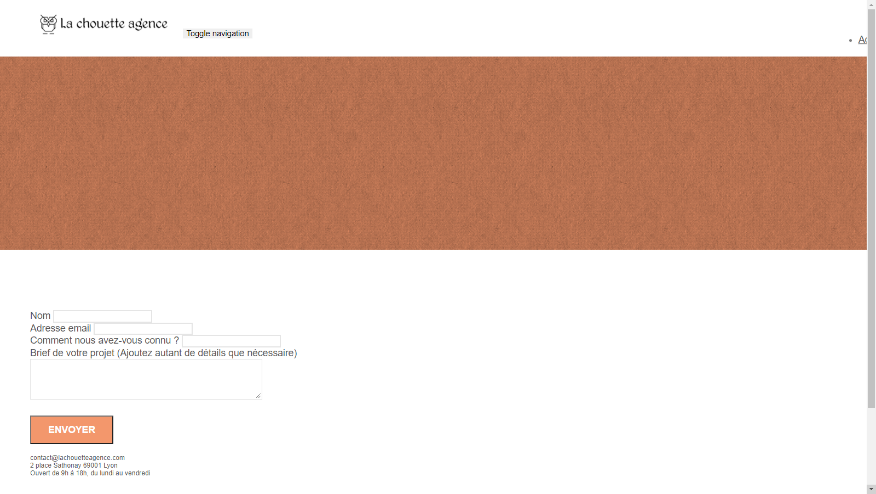 La chouette agence
Toggle navigation
Nom
Adresse email
Comment nous avez-vous connu ?
Brief de votre projet (Ajoutez autant de détails que nécessaire)
ENVOYER
contact@lachouetteagence.com
2 place Sathonay 69001 Lyon
Ouvert de 9h à 18h, du lundi au vendredi